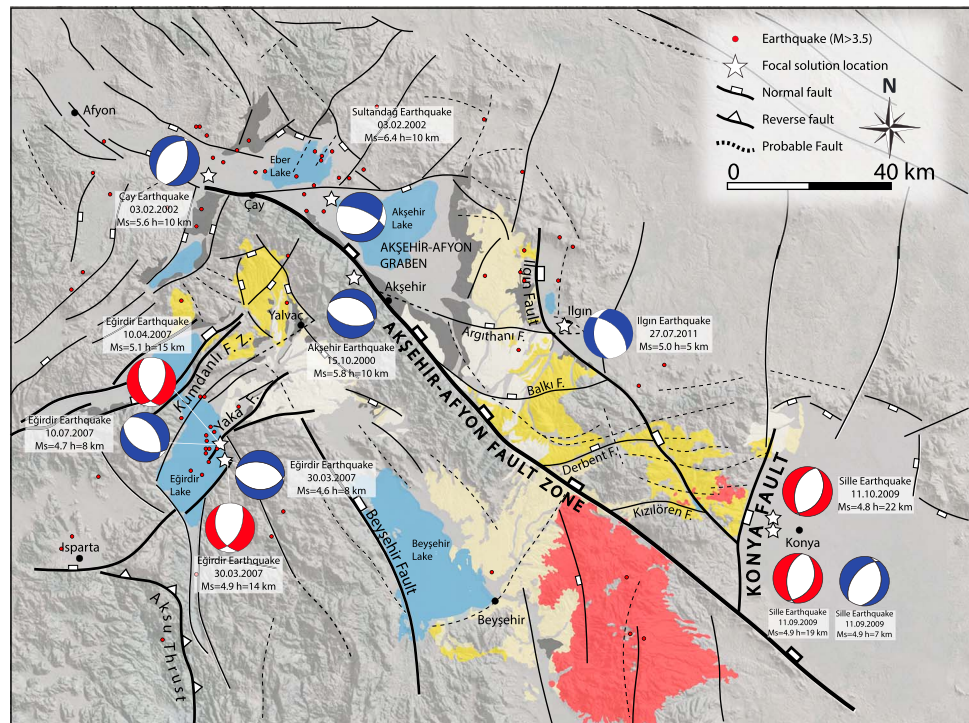 Earthquake (M>3.5)
Focal solution location
Normal fault
Reverse fault
Probable Fault
N
0 40 km
Afyon
Sultandağ Earthquake
03.02.2002
Ms=6.4 h=10 km
Eber
Lake
Çay Earthquake
03.02.2002
Ms=5.6 h=10 km
Çay
Akşehir
Lake
AKŞEHİR-AFYON
GRABEN
Akşehir
Ilgın Fault
Ilgın
Ilgın Earthquake
27.07.2011
Ms=5.0 h=5 km
Yalvaç
Argıthanı F.
Akşehir Earthquake
15.10.2000
Ms=5.8 h=10 km
Eğirdir Earthquake
10.04.2007
Ms=5.1 h=15 km
Kumdanlı F. Z.
Yaka F.
Balkı F.
AKŞEHİR-AFYON FAULT ZONE
Eğirdir Earthquake
10.07.2007
Ms=4.7 h=8 km
Eğirdir Earthquake
30.03.2007
Ms=4.6 h=8 km
Eğirdir
Lake
Derbent F.
Kızılören F.
KONYA FAULT
Sille Earthquake
11.10.2009
Ms=4.8 h=22 km
Konya
Isparta
Eğirdir Earthquake
30.03.2007
Ms=4.9 h=14 km
Beyşehir Fault
Beyşehir
Lake
Beyşehir
Sille Earthquake
11.09.2009
Ms=4.9 h=19 km
Sille Earthquake
11.09.2009
Ms=4.9 h=7 km
Aksu Thrust